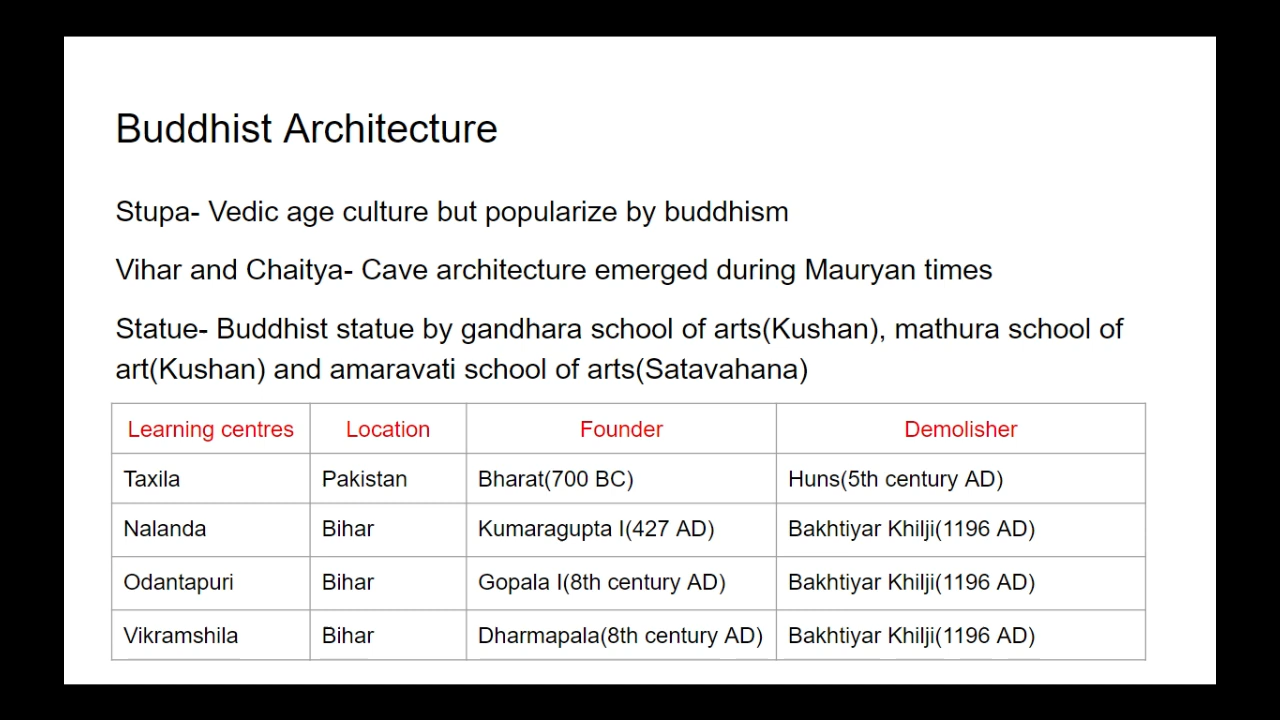 Buddhist Architecture
Stupa- Vedic age culture but popularize by buddhism
Vihar and Chaitya- Cave architecture emerged during Mauryan times
Statue- Buddhist statue by gandhara school of arts(Kushan), mathura school of
art(Kushan) and amaravati school of arts(Satavahana)
Learning centres Location Founder Demolisher
Taxila Pakistan Bharat(700 BC) Huns(5th century AD)
Nalanda Bihar Kumaragupta I(427 AD) Bakhtiyar Khilji(1196 AD)
Odantapuri Bihar Gopala I(8th century AD) Bakhtiyar Khilji(1196 AD)
Vikramshila Bihar Dharmapala(8th century AD) Bakhtiyar Khilji(1196 AD)